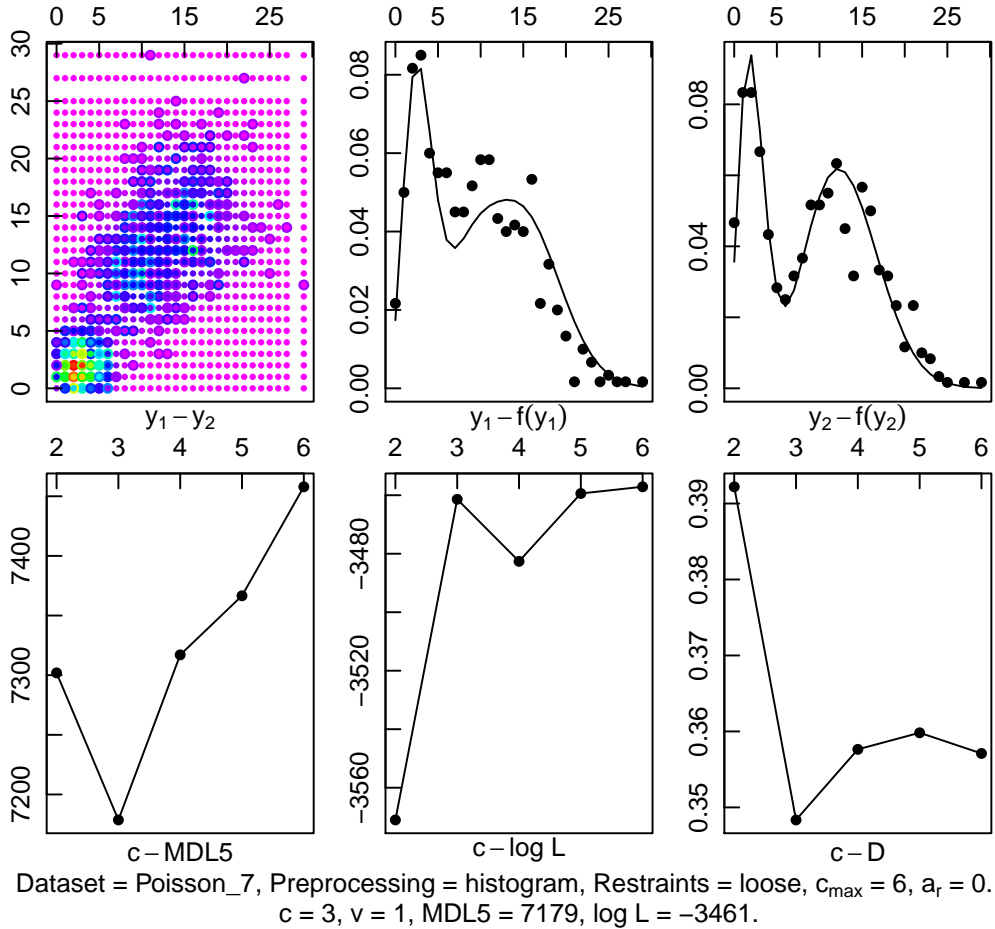 0 5 15 25
0 5 15 25
0 5 15 25
30
25
20
15
10
5
0
0.08
0.06
0.04
0.02
0.00
0.08
0.04
0.00
y₁ − y₂
y₁ − f(y₁)
y₂ − f(y₂)
2 3 4 5 6
2 3 4 5 6
2 3 4 5 6
7400
7300
7200
−3480
−3520
−3560
0.39
0.38
0.37
0.36
0.35
c − MDL5
c − log L
c − D
Dataset = Poisson_7, Preprocessing = histogram, Restraints = loose, cmax = 6, ar = 0.
c = 3, v = 1, MDL5 = 7179, log L = −3461.